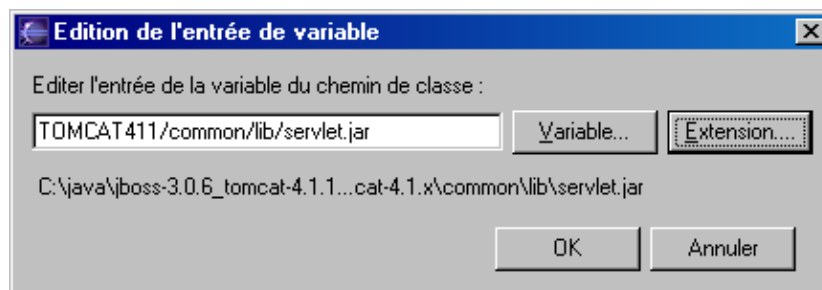 Edition de l'entrée de variable
Editer l'entrée de la variable du chemin de classe :
TOMCAT411/common/lib/servlet.jar Variable... Extension....
C:\java\jboss-3.0.6_tomcat-4.1.1...cat-4.1.x\common\lib\servlet.jar
OK Annuler